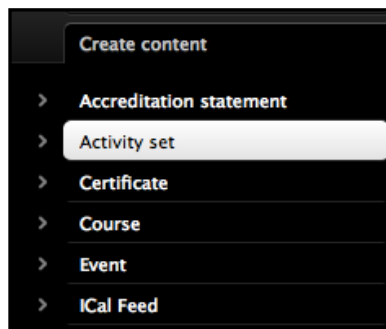 Create content
Accreditation statement
Activity set
Certificate
Course
Event
ICal Feed